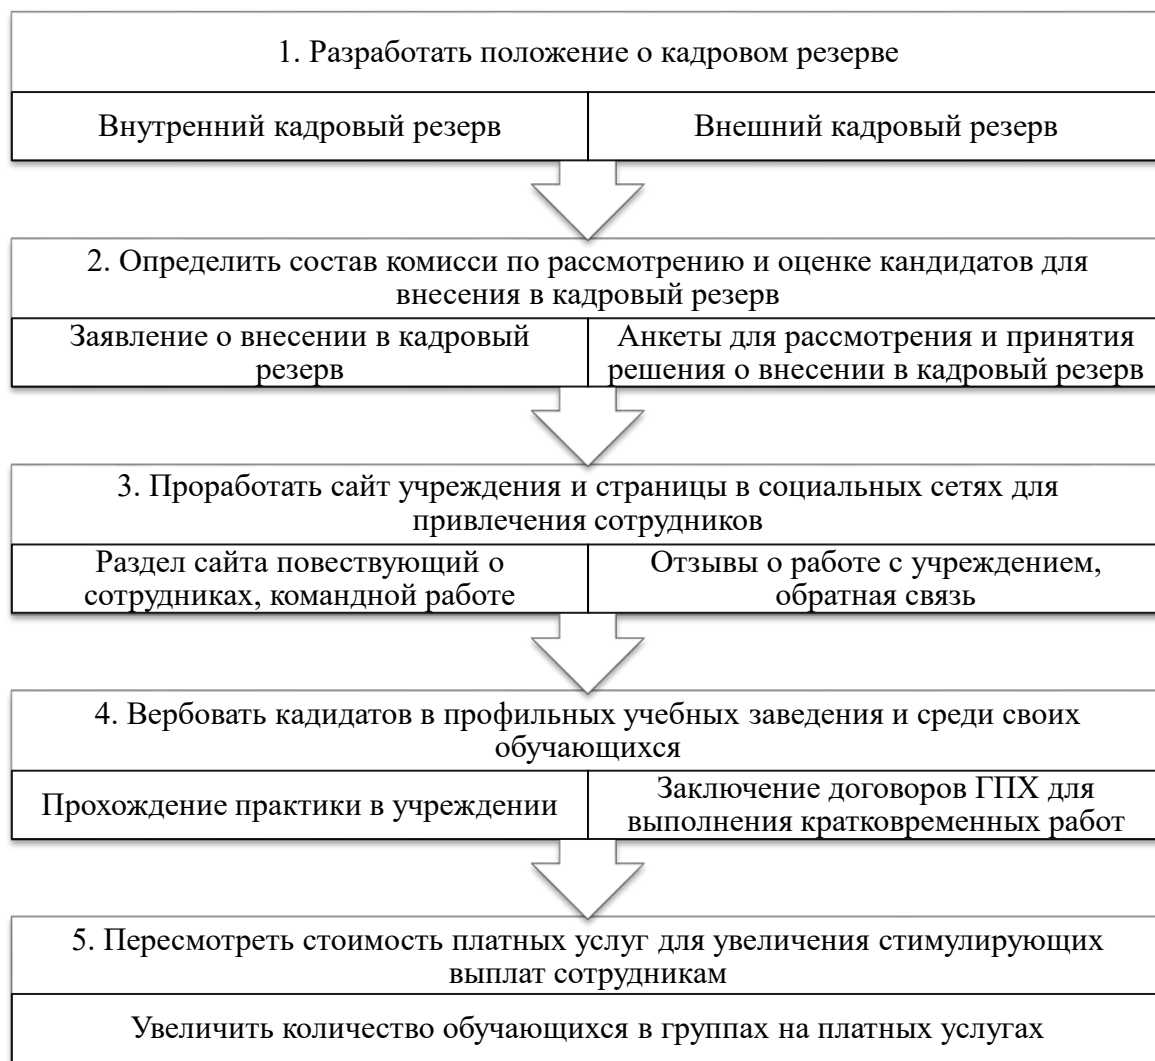 1. Разработать положение о кадровом резерве
Внутренний кадровый резерв
Внешний кадровый резерв
2. Определить состав комисси по рассмотрению и оценке кандидатов для
внесения в кадровый резерв
Заявление о внесении в кадровый
резерв
Анкеты для рассмотрения и принятия
решения о внесении в кадровый резерв
3. Проработать сайт учреждения и страницы в социальных сетях для
привлечения сотрудников
Раздел сайта повествующий о
сотрудниках, командной работе
Отзывы о работе с учреждением,
обратная связь
4. Вербовать кадидатов в профильных учебных заведения и среди своих
обучающихся
Прохождение практики в учреждении
Заключение договоров ГПХ для
выполнения кратковременных работ
5. Пересмотреть стоимость платных услуг для увеличения стимулирующих
выплат сотрудникам
Увеличить количество обучающихся в группах на платных услугах